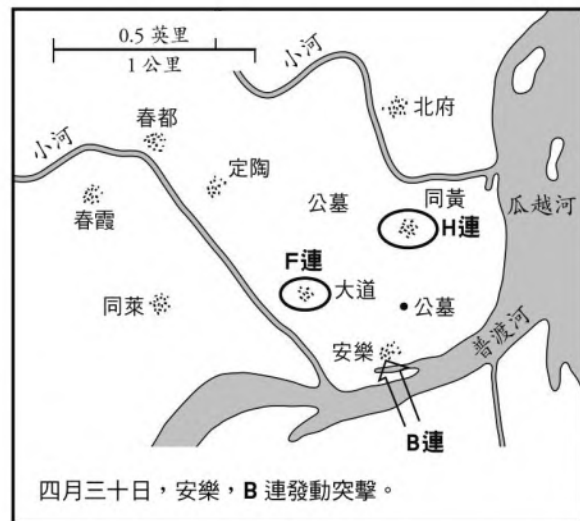 0.5 英里
1 公里
小河
北府
春都
小河
定陶
公墓
同黃
瓜越河
春霞
H連
F連
大道
同萊
公墓
普渡河
安樂
B連
四月三十日，安樂，B 連發動突擊。